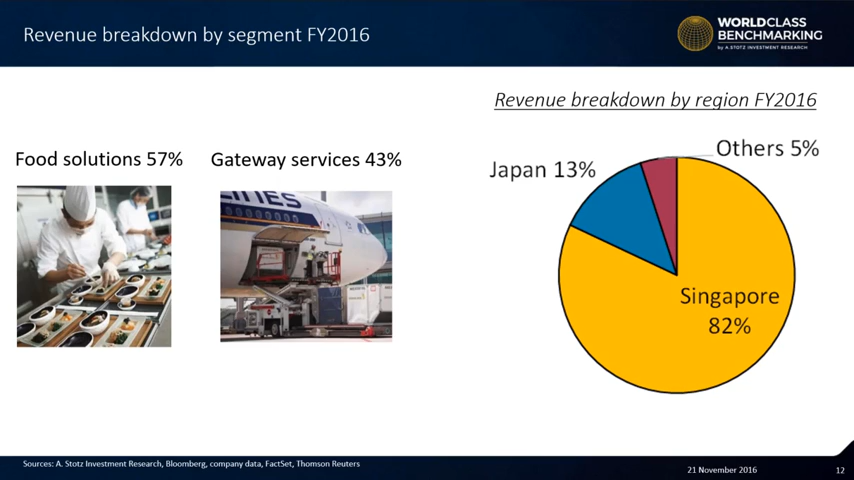 Revenue breakdown by segment FY2016
WORLDCLASS
BENCHMARKING
by A.STOTZ INVESTMENT RESEARCH
Revenue breakdown by region FY2016
Food solutions 57%
Gateway services 43%
LINES
Others 5%
Japan 13%
Singapore
82%
Sources: A. Stotz Investment Research, Bloomberg, company data, FactSet, Thomson Reuters
21 November 2016
12